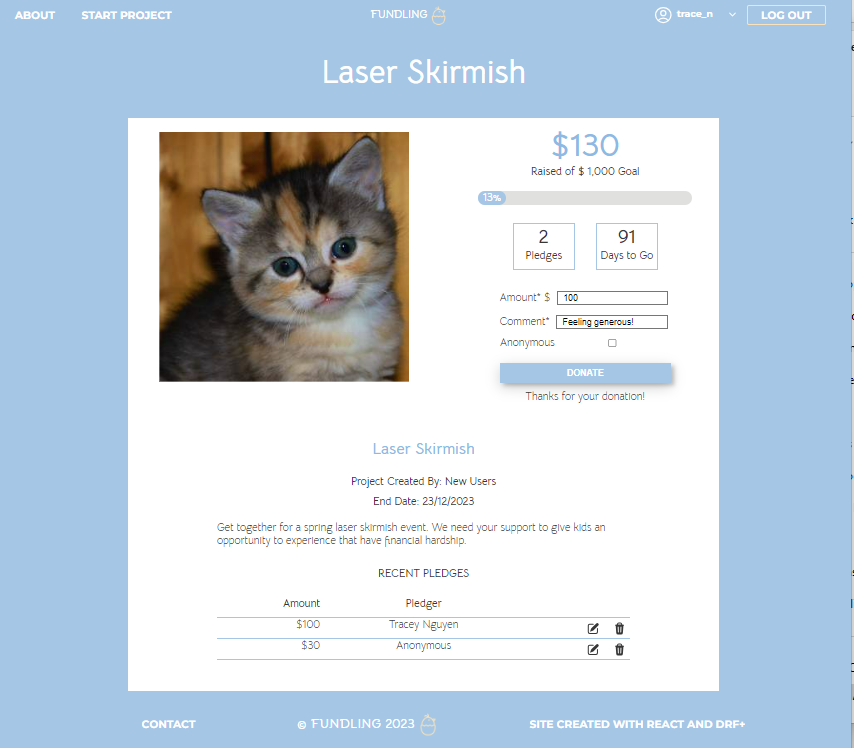 ABOUT START PROJECT FUNDLING trace_n LOG OUT
Laser Skirmish
$130
Raised of $ 1,000 Goal
13%
2
Pledges
91
Days to Go
Amount* $ 100
Comment* Feeling generous!
Anonymous
DONATE
Thanks for your donation!
Laser Skirmish
Project Created By: New Users
End Date: 23/12/2023
Get together for a spring laser skirmish event. We need your support to give kids an
opportunity to experience that have financial hardship.
RECENT PLEDGES
Amount Pledger
$100 Tracey Nguyen
$30 Anonymous
CONTACT © FUNDLING 2023 SITE CREATED WITH REACT AND DRF+